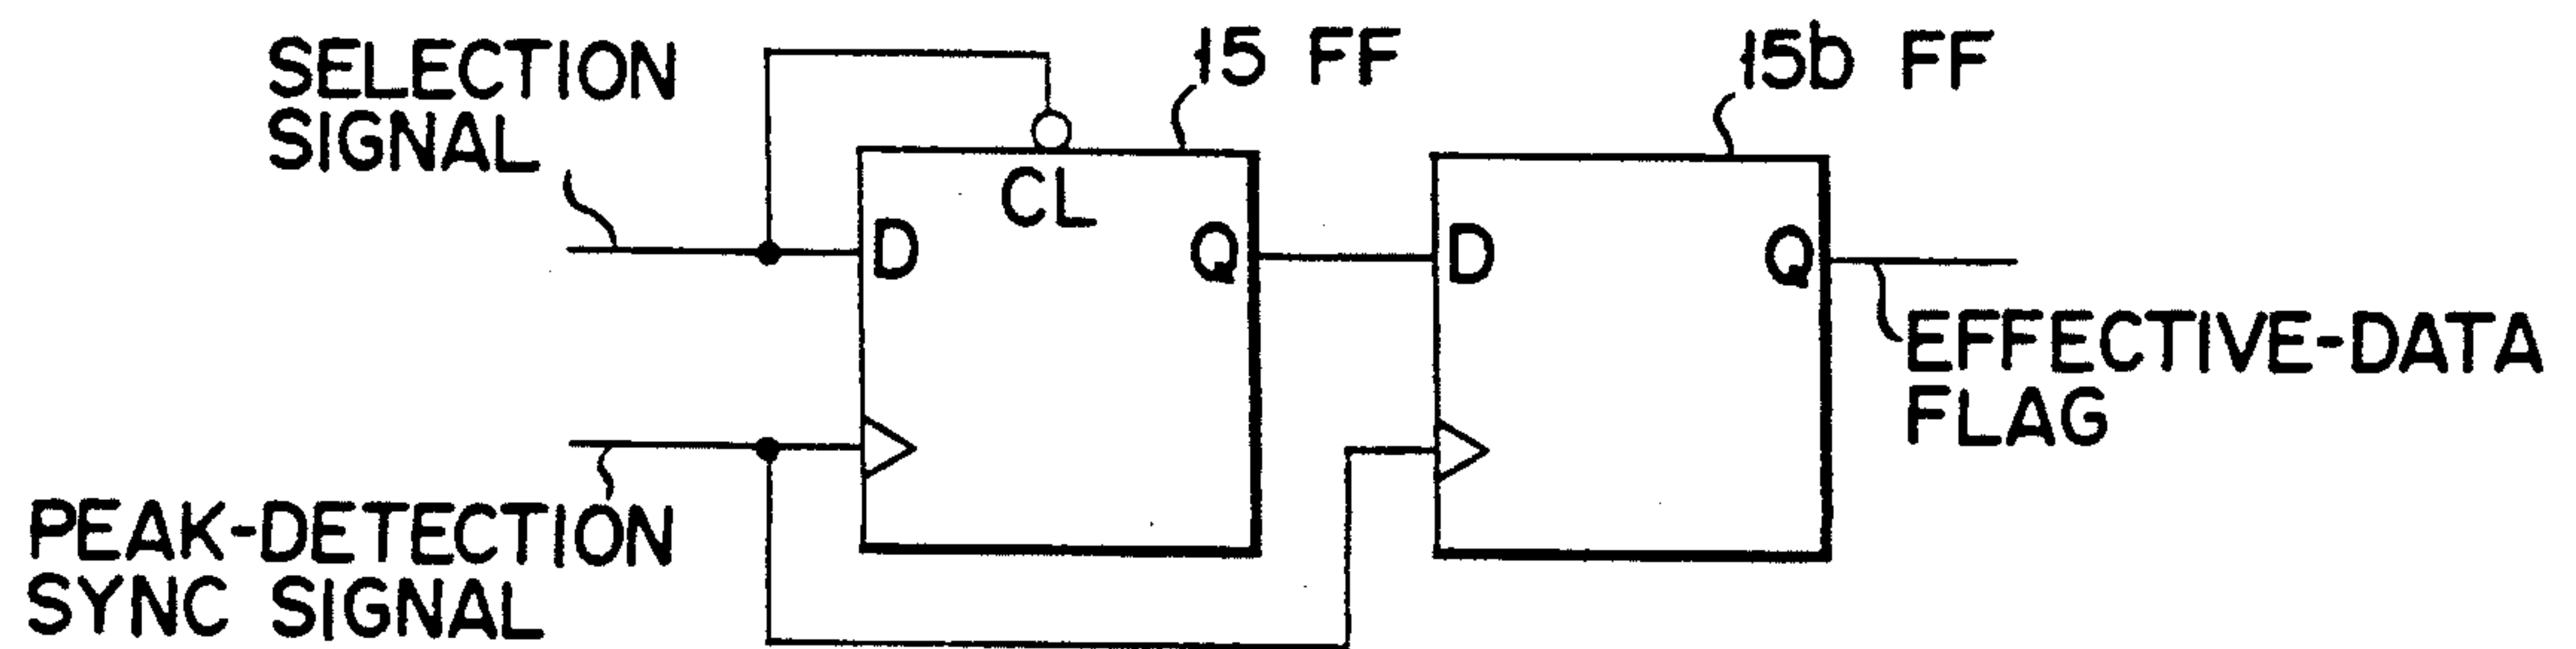 SELECTION
SIGNAL
15 FF
15b FF
CL
D
Q
D
Q
EFFECTIVE-DATA
FLAG
PEAK-DETECTION
SYNC SIGNAL